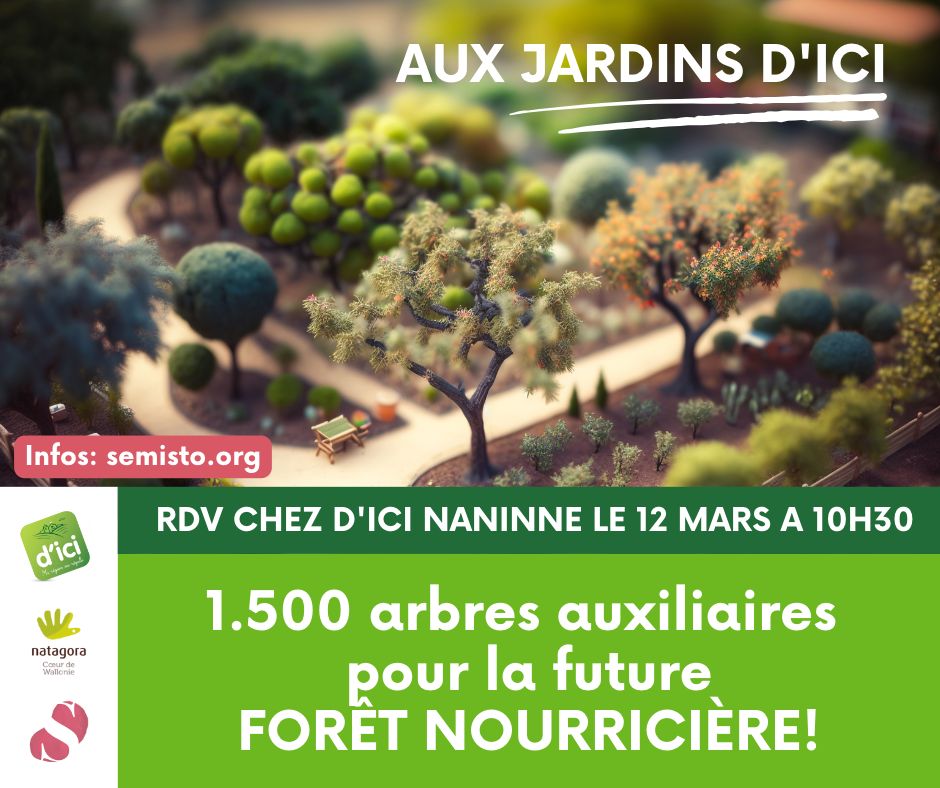 AUX JARDINS D'ICI
Infos: semisto.org
RDV CHEZ D'ICI NANINNE LE 12 MARS A 10H30
d'ici
1.500 arbres auxiliaires
pour la future
FORÊT NOURRICIÈRE!
natagora
Cœur de
Wallonie